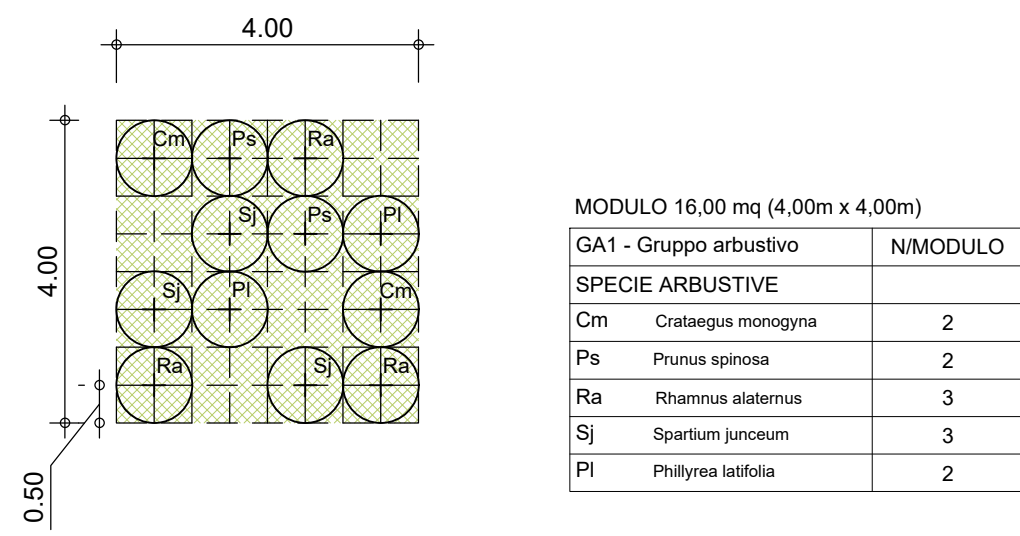 4.00
4.00
Cm Ps Ra
Sj Ps Pl
Sj Pl Cm
Ra Sj Ra
0.50
MODULO 16,00 mq (4,00m x 4,00m)
GA1 - Gruppo arbustivo N/MODULO
SPECIE ARBUSTIVE
Cm Crataegus monogyna 2
Ps Prunus spinosa 2
Ra Rhamnus alaternus 3
Sj Spartium junceum 3
Pl Phillyrea latifolia 2